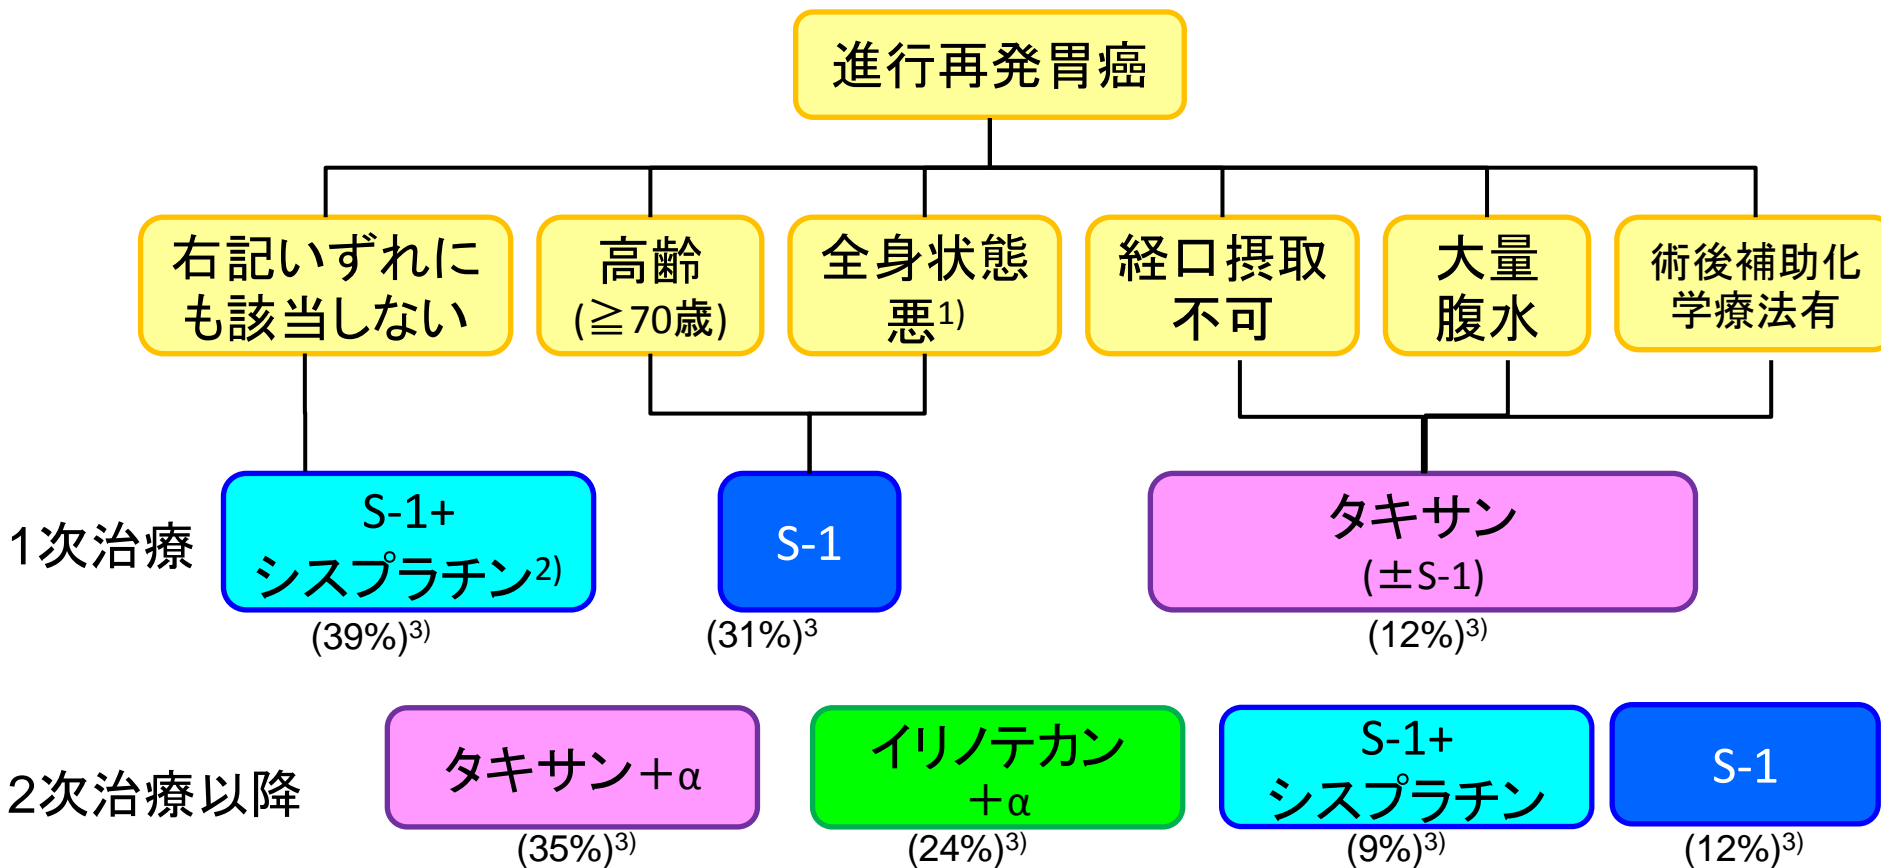 進行再発胃癌
右記いずれに
も該当しない
高齢
(≧70歳)
全身状態
悪1)
経口摂取
不可
大量
腹水
術後補助化
学療法有
1次治療
S-1+
シスプラチン2)
(39%)3)
S-1
(31%)3
タキサン
(±S-1)
(12%)3)
2次治療以降
タキサン+α
(35%)3)
イリノテカン
+α
(24%)3)
S-1+
シスプラチン
(9%)3)
S-1
(12%)3)